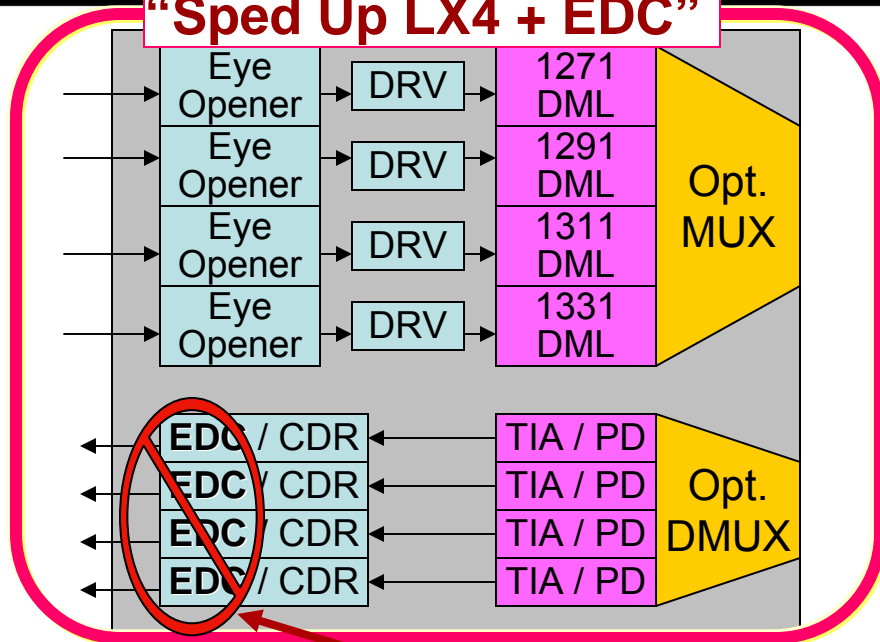 “Sped Up LX4 + EDC”
Eye
Opener
DRV
1271
DML
Eye
Opener
DRV
1291
DML
Eye
Opener
DRV
1311
DML
Eye
Opener
DRV
1331
DML
Opt.
MUX
EDC / CDR
TIA / PD
EDC / CDR
TIA / PD
EDC / CDR
TIA / PD
EDC / CDR
TIA / PD
Opt.
DMUX